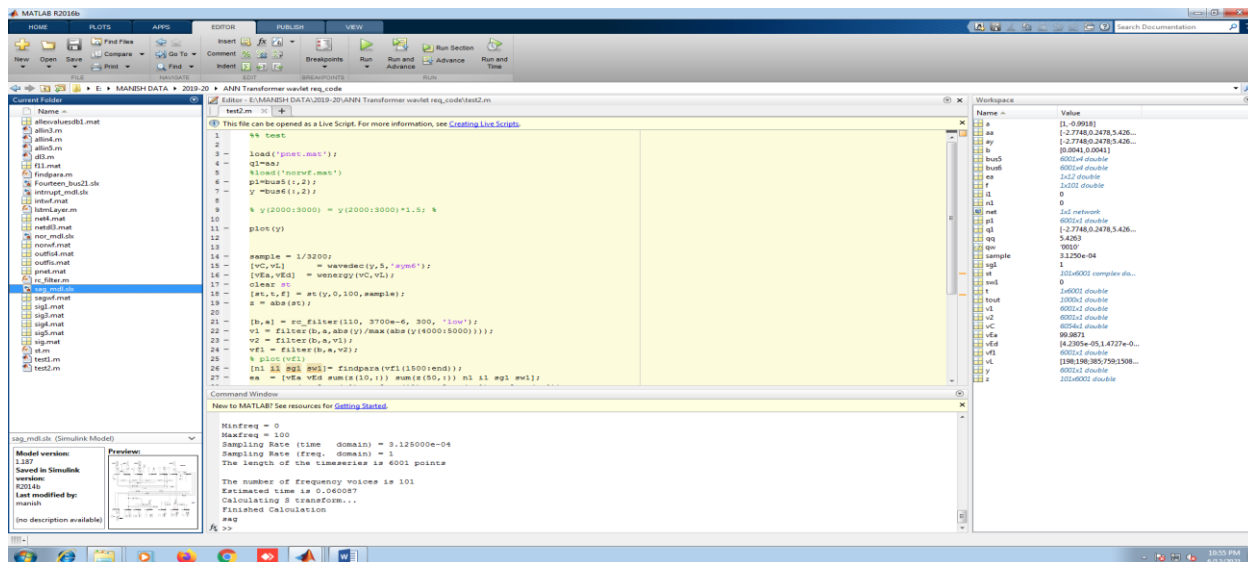 MATLAB R2016b
HOME PLOTS APPS EDITOR PUBLISH VIEW
Search Documentation
New Open Save Find Files Compare Print
Go To Find
Insert Comment Indent
Breakpoints
Run Run and Advance Run Section Advance Run and Time
FILE NAVIGATE EDIT BREAKPOINTS RUN
E: MANISH DATA 2019-20 ANN Transformer wavlet req_code
Current Folder
Name
allexvaluesdb1.mat
allin3.m
allin4.m
allin5.m
dl3.m
f11.mat
findpara.m
Fourteen_bus21.slx
intrrupt_mdl.slx
intwf.mat
lstmLayer.m
net4.mat
netdl3.mat
nor_mdl.slx
norwf.mat
outfis4.mat
outfis.mat
pnet.mat
rc_filter.m
sag_mdl.slx
sagwf.mat
sig1.mat
sig3.mat
sig4.mat
sig5.mat
sig.mat
st.m
test1.m
test2.m
sag_mdl.slx (Simulink Model)
Model version:
1.187
Saved in Simulink
version:
R2014b
Last modified by:
manish
(no description available)
Preview:
Editor - E:\MANISH DATA\2019-20\ANN Transformer wavlet req_code\test2.m
test2.m
This file can be opened as a Live Script. For more information, see Creating Live Scripts.
1 %% test
2
3 - load('pnet.mat');
4 - q1=aa;
5 %load('norwf.mat')
6 - p1=bus5(:,2);
7 - y =bus6(:,2);
8
9 % y(2000:3000) = y(2000:3000)*1.5; %
10
11 - plot(y)
12
13
14 - sample = 1/3200;
15 - [vC,vL] = wavedec(y,5,'sym6');
16 - [vEa,vEd] = wenergy(vC,vL);
17 - clear st
18 - [st,t,f] = st(y,0,100,sample);
19 - z = abs(st);
20
21 - [b,a] = rc_filter(110, 3700e-6, 300, 'low');
22 - v1 = filter(b,a,abs(y)/max(abs(y(4000:5000))));
23 - v2 = filter(b,a,v1);
24 - vf1 = filter(b,a,v2);
25 % plot(vf1)
26 - [n1 i1 sg1 sw1]= findpara(vf1(1500:end));
27 - ea = [vEa vEd sum(z(10,:)) sum(z(50,:)) n1 i1 sg1 sw1];
Command Window
New to MATLAB? See resources for Getting Started.
Minfreq = 0
Maxfreq = 100
Sampling Rate (time domain) = 3.125000e-04
Sampling Rate (freq. domain) = 1
The length of the timeseries is 6001 points
The number of frequency voices is 101
Estimated time is 0.060087
Calculating S transform...
Finished Calculation
sag
fx >>
Workspace
Name Value
a [1,-0.9918]
aa [-2.7748;0.2478;5.426...
ay [-2.7748;0.2478;5.426...
b [0.0041,0.0041]
bus5 6001x4 double
bus6 6001x4 double
ea 1x12 double
f 1x101 double
i1 0
n1 0
net 1x1 network
p1 6001x1 double
q1 [-2.7748;0.2478;5.426...
qq 5.4263
qw '0010'
sample 3.1250e-04
sg1 1
st 101x6001 complex do...
sw1 0
t 1x6001 double
tout 1000x1 double
v1 6001x1 double
v2 6001x1 double
vC 6054x1 double
vEa 99.9871
vEd [4.2305e-05,1.4727e-0...
vf1 6001x1 double
vL [198;198;385;759;1508...
y 6001x1 double
z 101x6001 double
10:55 PM